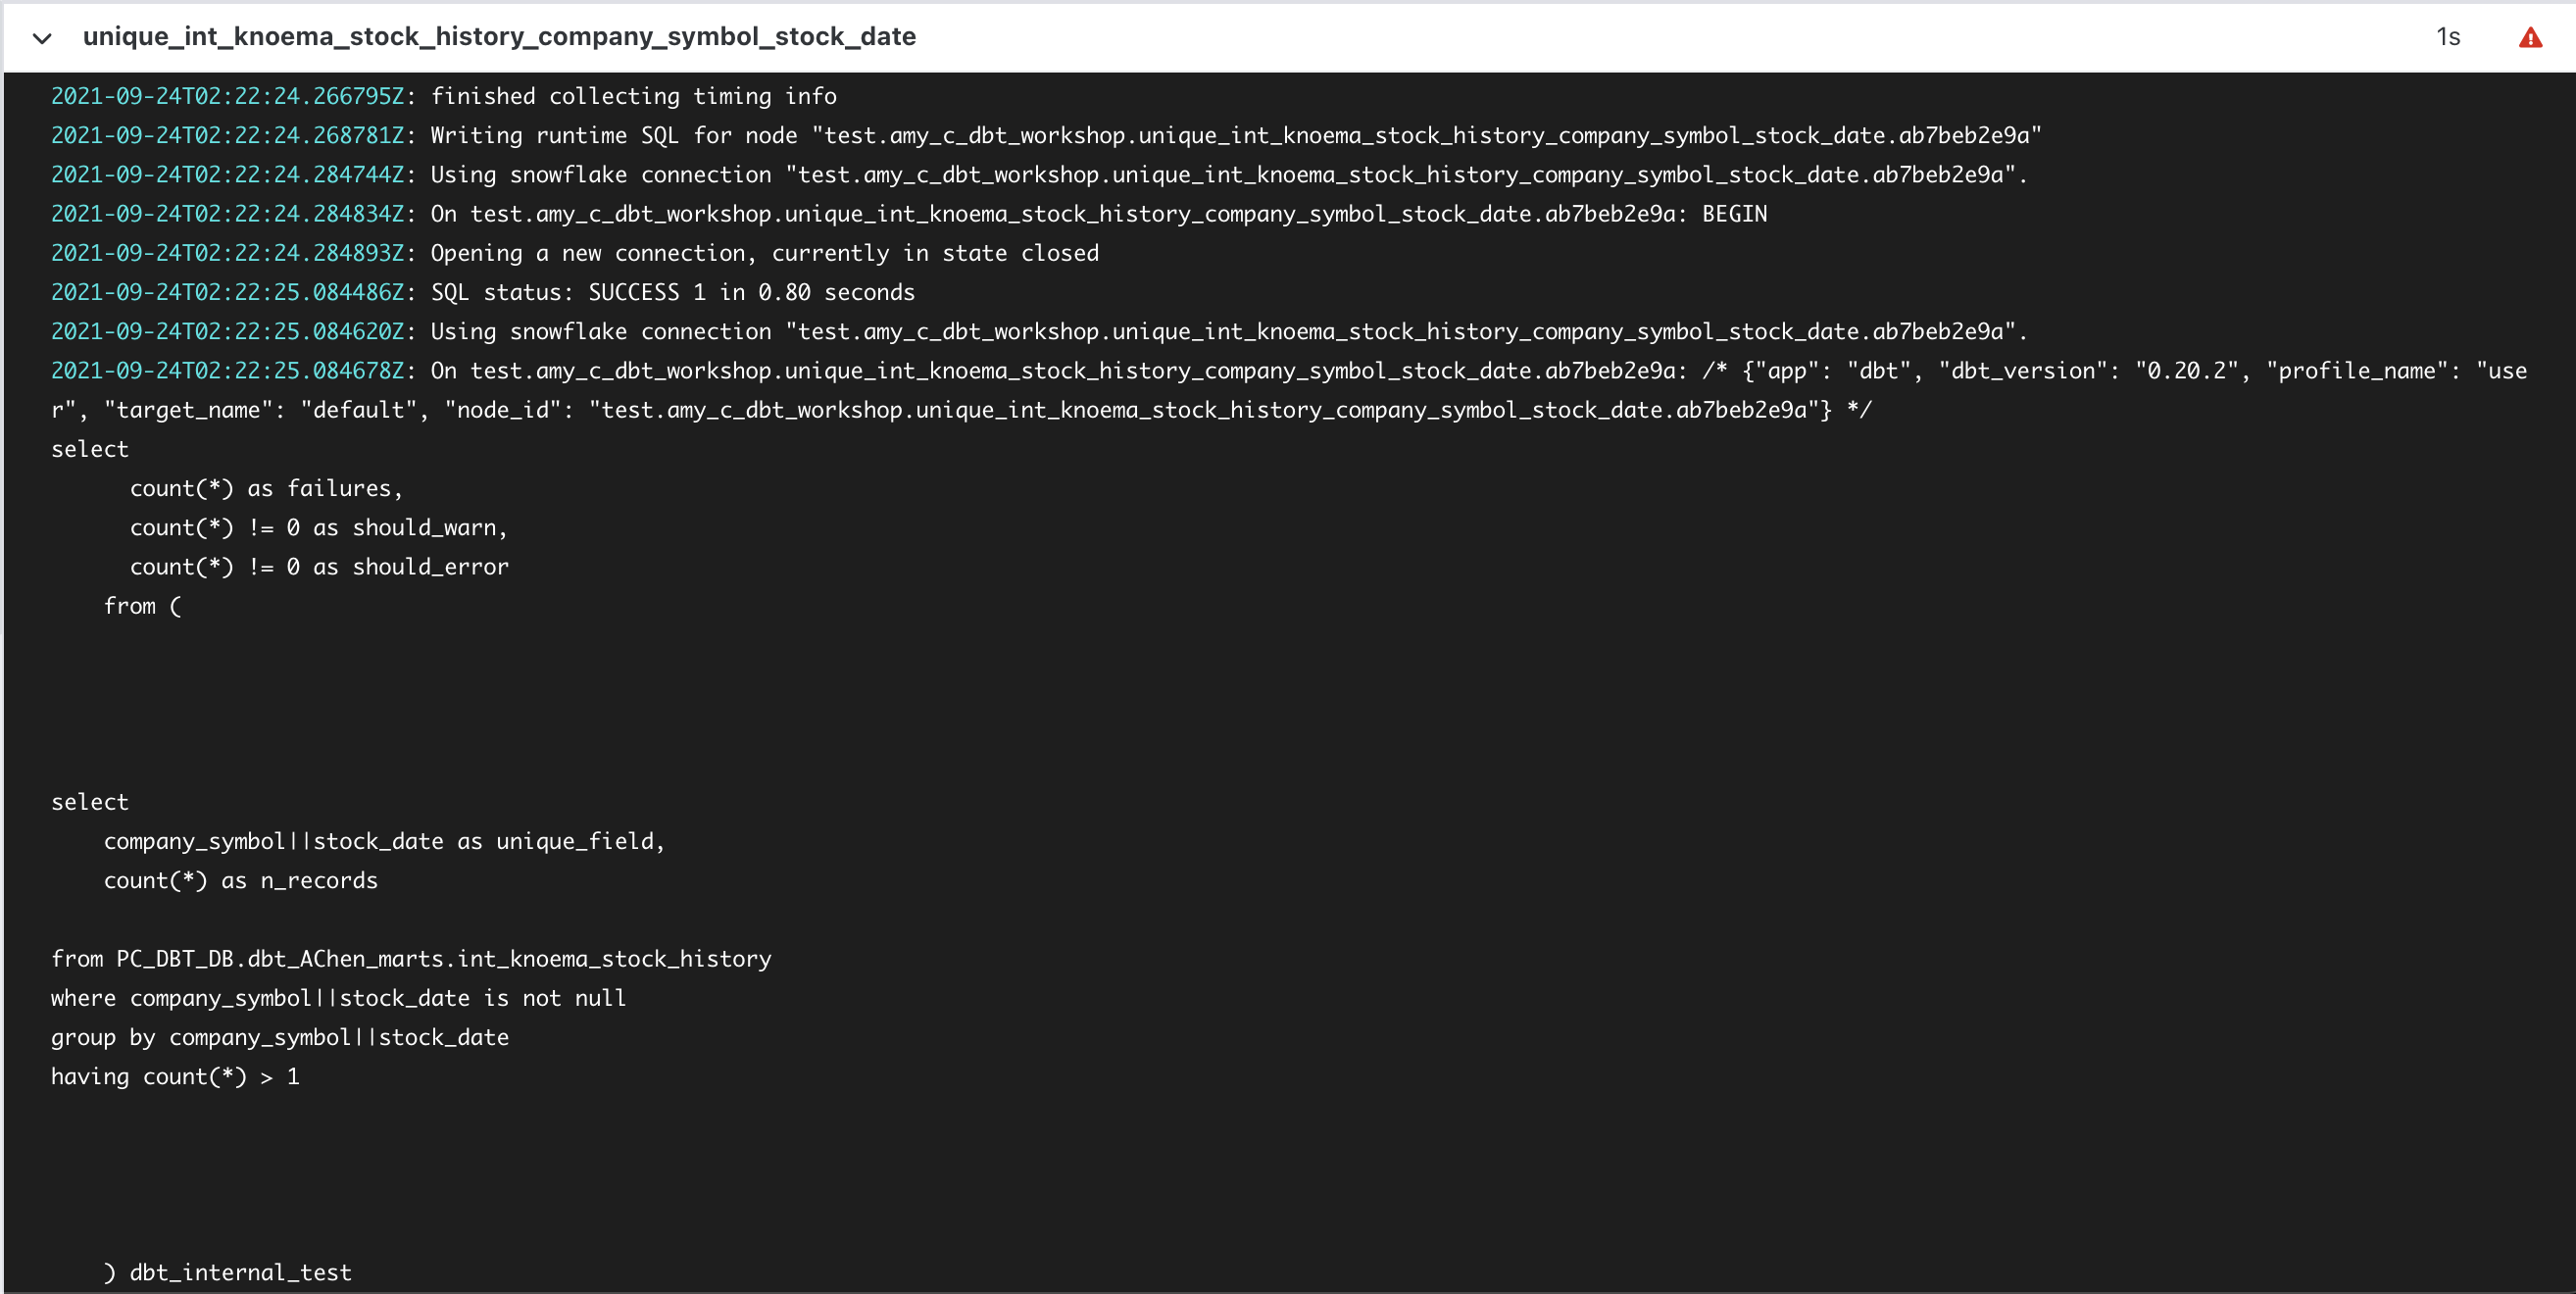 unique_int_knoema_stock_history_company_symbol_stock_date 1s
2021-09-24T02:22:24.266795Z: finished collecting timing info
2021-09-24T02:22:24.268781Z: Writing runtime SQL for node "test.amy_c_dbt_workshop.unique_int_knoema_stock_history_company_symbol_stock_date.ab7beb2e9a"
2021-09-24T02:22:24.284744Z: Using snowflake connection "test.amy_c_dbt_workshop.unique_int_knoema_stock_history_company_symbol_stock_date.ab7beb2e9a".
2021-09-24T02:22:24.284834Z: On test.amy_c_dbt_workshop.unique_int_knoema_stock_history_company_symbol_stock_date.ab7beb2e9a: BEGIN
2021-09-24T02:22:24.284893Z: Opening a new connection, currently in state closed
2021-09-24T02:22:25.084486Z: SQL status: SUCCESS 1 in 0.80 seconds
2021-09-24T02:22:25.084620Z: Using snowflake connection "test.amy_c_dbt_workshop.unique_int_knoema_stock_history_company_symbol_stock_date.ab7beb2e9a".
2021-09-24T02:22:25.084678Z: On test.amy_c_dbt_workshop.unique_int_knoema_stock_history_company_symbol_stock_date.ab7beb2e9a: /* {"app": "dbt", "dbt_version": "0.20.2", "profile_name": "use
r", "target_name": "default", "node_id": "test.amy_c_dbt_workshop.unique_int_knoema_stock_history_company_symbol_stock_date.ab7beb2e9a"} */
select
count(*) as failures,
count(*) != 0 as should_warn,
count(*) != 0 as should_error
from (
select
company_symbol||stock_date as unique_field,
count(*) as n_records
from PC_DBT_DB.dbt_AChen_marts.int_knoema_stock_history
where company_symbol||stock_date is not null
group by company_symbol||stock_date
having count(*) > 1
) dbt_internal_test